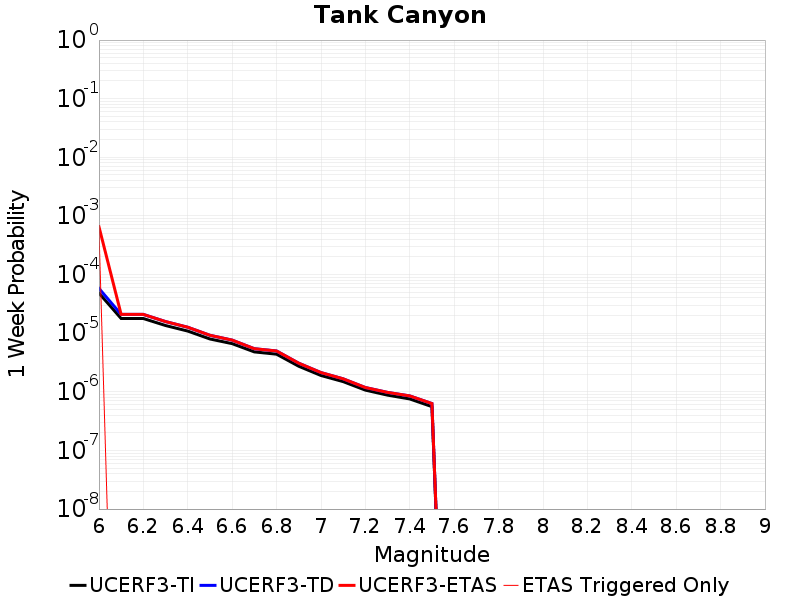 Tank Canyon
1 Week Probability
10^0
10^-1
10^-2
10^-3
10^-4
10^-5
10^-6
10^-7
10^-8
6 6.2 6.4 6.6 6.8 7 7.2 7.4 7.6 7.8 8 8.2 8.4 8.6 8.8 9
Magnitude
UCERF3-TI UCERF3-TD UCERF3-ETAS ETAS Triggered Only